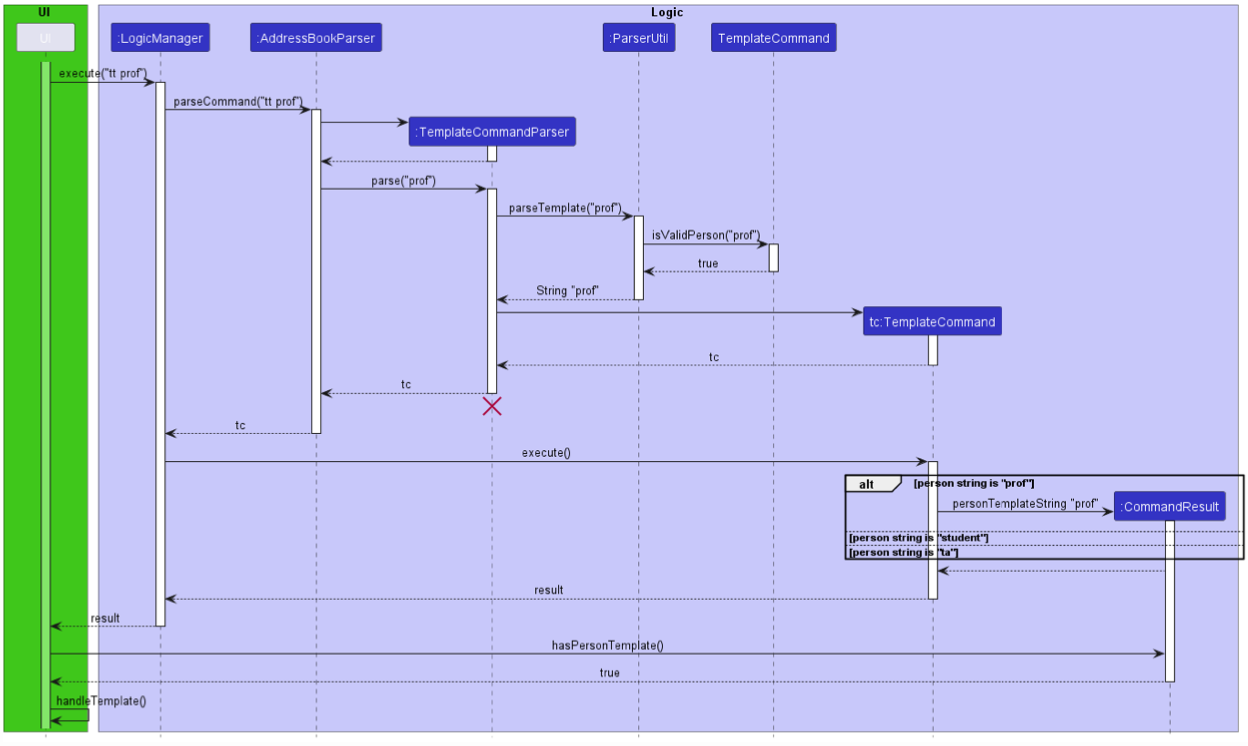 UI
Logic
UI
:LogicManager
:AddressBookParser
:ParserUtil
TemplateCommand
execute("tt prof")
parseCommand("tt prof")
:TemplateCommandParser
parse("prof")
parseTemplate("prof")
isValidPerson("prof")
true
String "prof"
tc:TemplateCommand
tc
tc
tc
execute()
alt
[person string is "prof"]
personTemplateString "prof"
:CommandResult
[person string is "student"]
[person string is "ta"]
result
result
hasPersonTemplate()
true
handleTemplate()